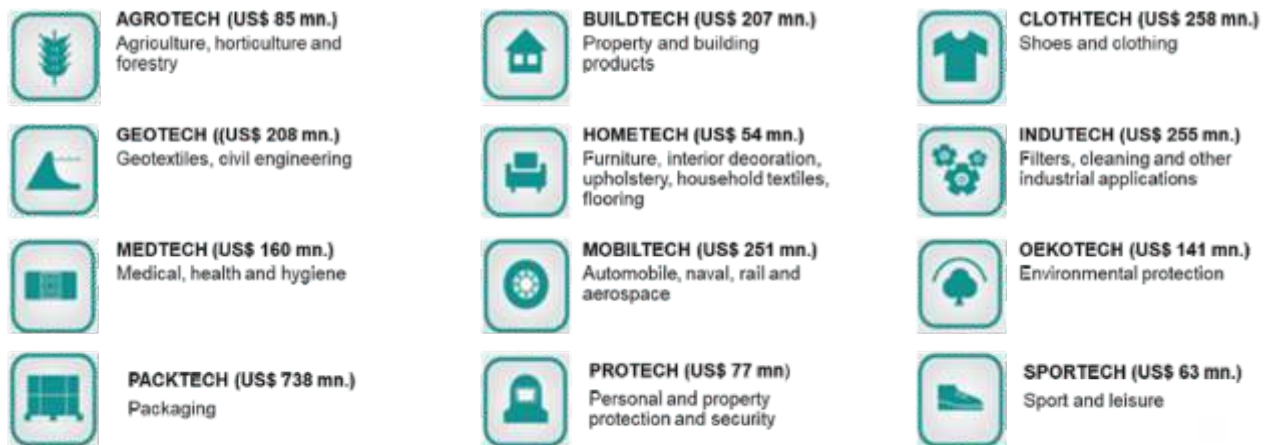 AGROTECH (US$ 85 mn.)
Agriculture, horticulture and
forestry
BUILDTECH (US$ 207 mn.)
Property and building
products
CLOTHTECH (US$ 258 mn.)
Shoes and clothing
GEOTECH ((US$ 208 mn.)
Geotextiles, civil engineering
HOMETECH (US$ 54 mn.)
Furniture, interior decoration,
upholstery, household textiles,
flooring
INDUTECH (US$ 255 mn.)
Filters, cleaning and other
industrial applications
MEDTECH (US$ 160 mn.)
Medical, health and hygiene
MOBILTECH (US$ 251 mn.)
Automobile, naval, rail and
aerospace
OEKOTECH (US$ 141 mn.)
Environmental protection
PACKTECH (US$ 738 mn.)
Packaging
PROTECH (US$ 77 mn)
Personal and property
protection and security
SPORTECH (US$ 63 mn.)
Sport and leisure